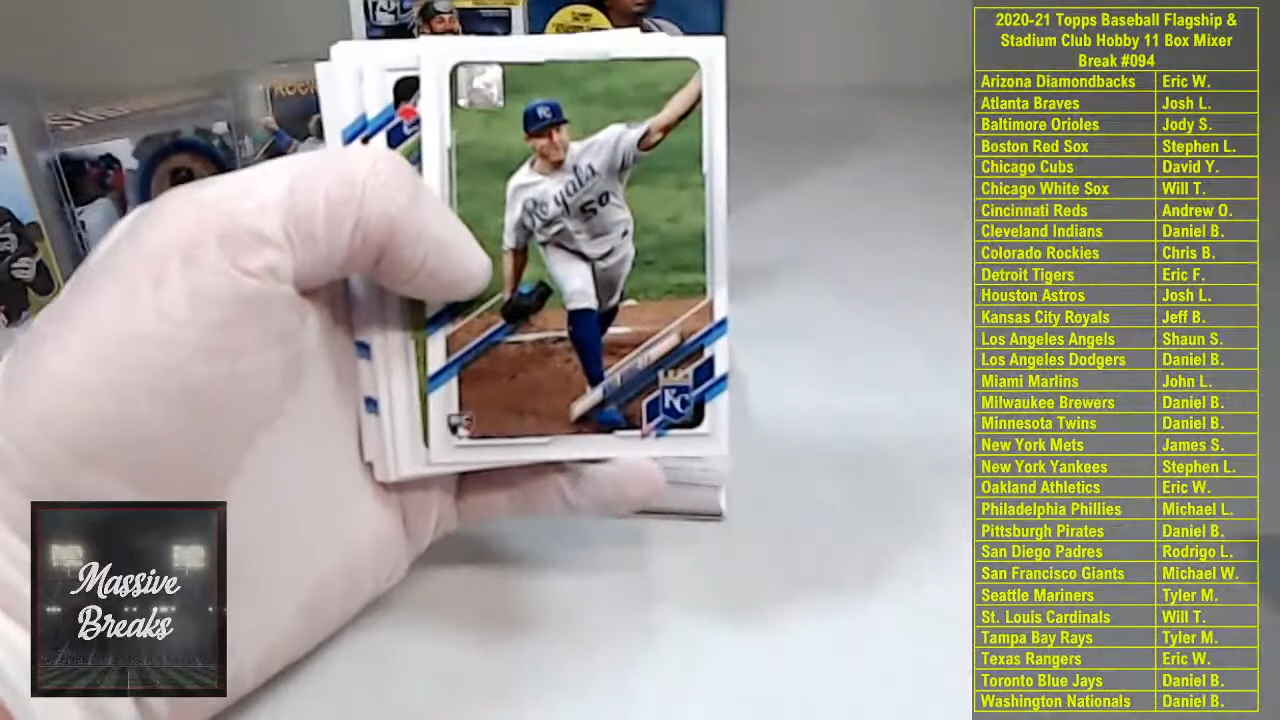 2020-21 Topps Baseball Flagship &
Stadium Club Hobby 11 Box Mixer
Break #094
Arizona Diamondbacks Eric W.
Atlanta Braves Josh L.
Baltimore Orioles Jody S.
Boston Red Sox Stephen L.
Chicago Cubs David Y.
Chicago White Sox Will T.
Cincinnati Reds Andrew O.
Cleveland Indians Daniel B.
Colorado Rockies Chris B.
Detroit Tigers Eric F.
Houston Astros Josh L.
Kansas City Royals Jeff B.
Los Angeles Angels Shaun S.
Los Angeles Dodgers Daniel B.
Miami Marlins John L.
Milwaukee Brewers Daniel B.
Minnesota Twins Daniel B.
New York Mets James S.
New York Yankees Stephen L.
Oakland Athletics Eric W.
Philadelphia Phillies Michael L.
Pittsburgh Pirates Daniel B.
San Diego Padres Rodrigo L.
San Francisco Giants Michael W.
Seattle Mariners Tyler M.
St. Louis Cardinals Will T.
Tampa Bay Rays Tyler M.
Texas Rangers Eric W.
Toronto Blue Jays Daniel B.
Washington Nationals Daniel B.
KC
Royals
KC
Massive
Breaks